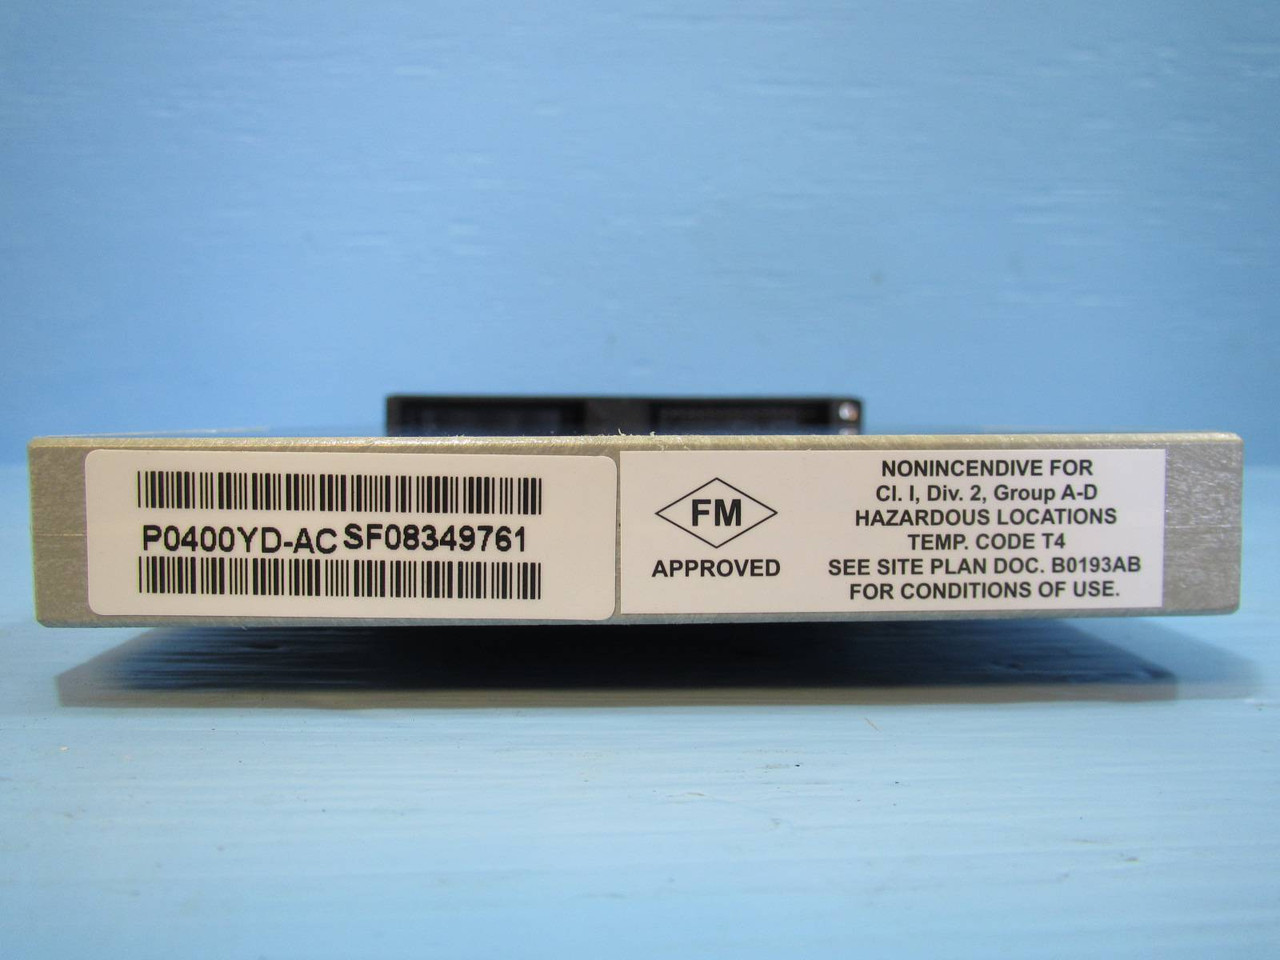 P0400YD-AC SF08349761
FM
APPROVED
NONINCENDIVE FOR
Cl. I, Div. 2, Group A-D
HAZARDOUS LOCATIONS
TEMP. CODE T4
SEE SITE PLAN DOC. B0193AB
FOR CONDITIONS OF USE.